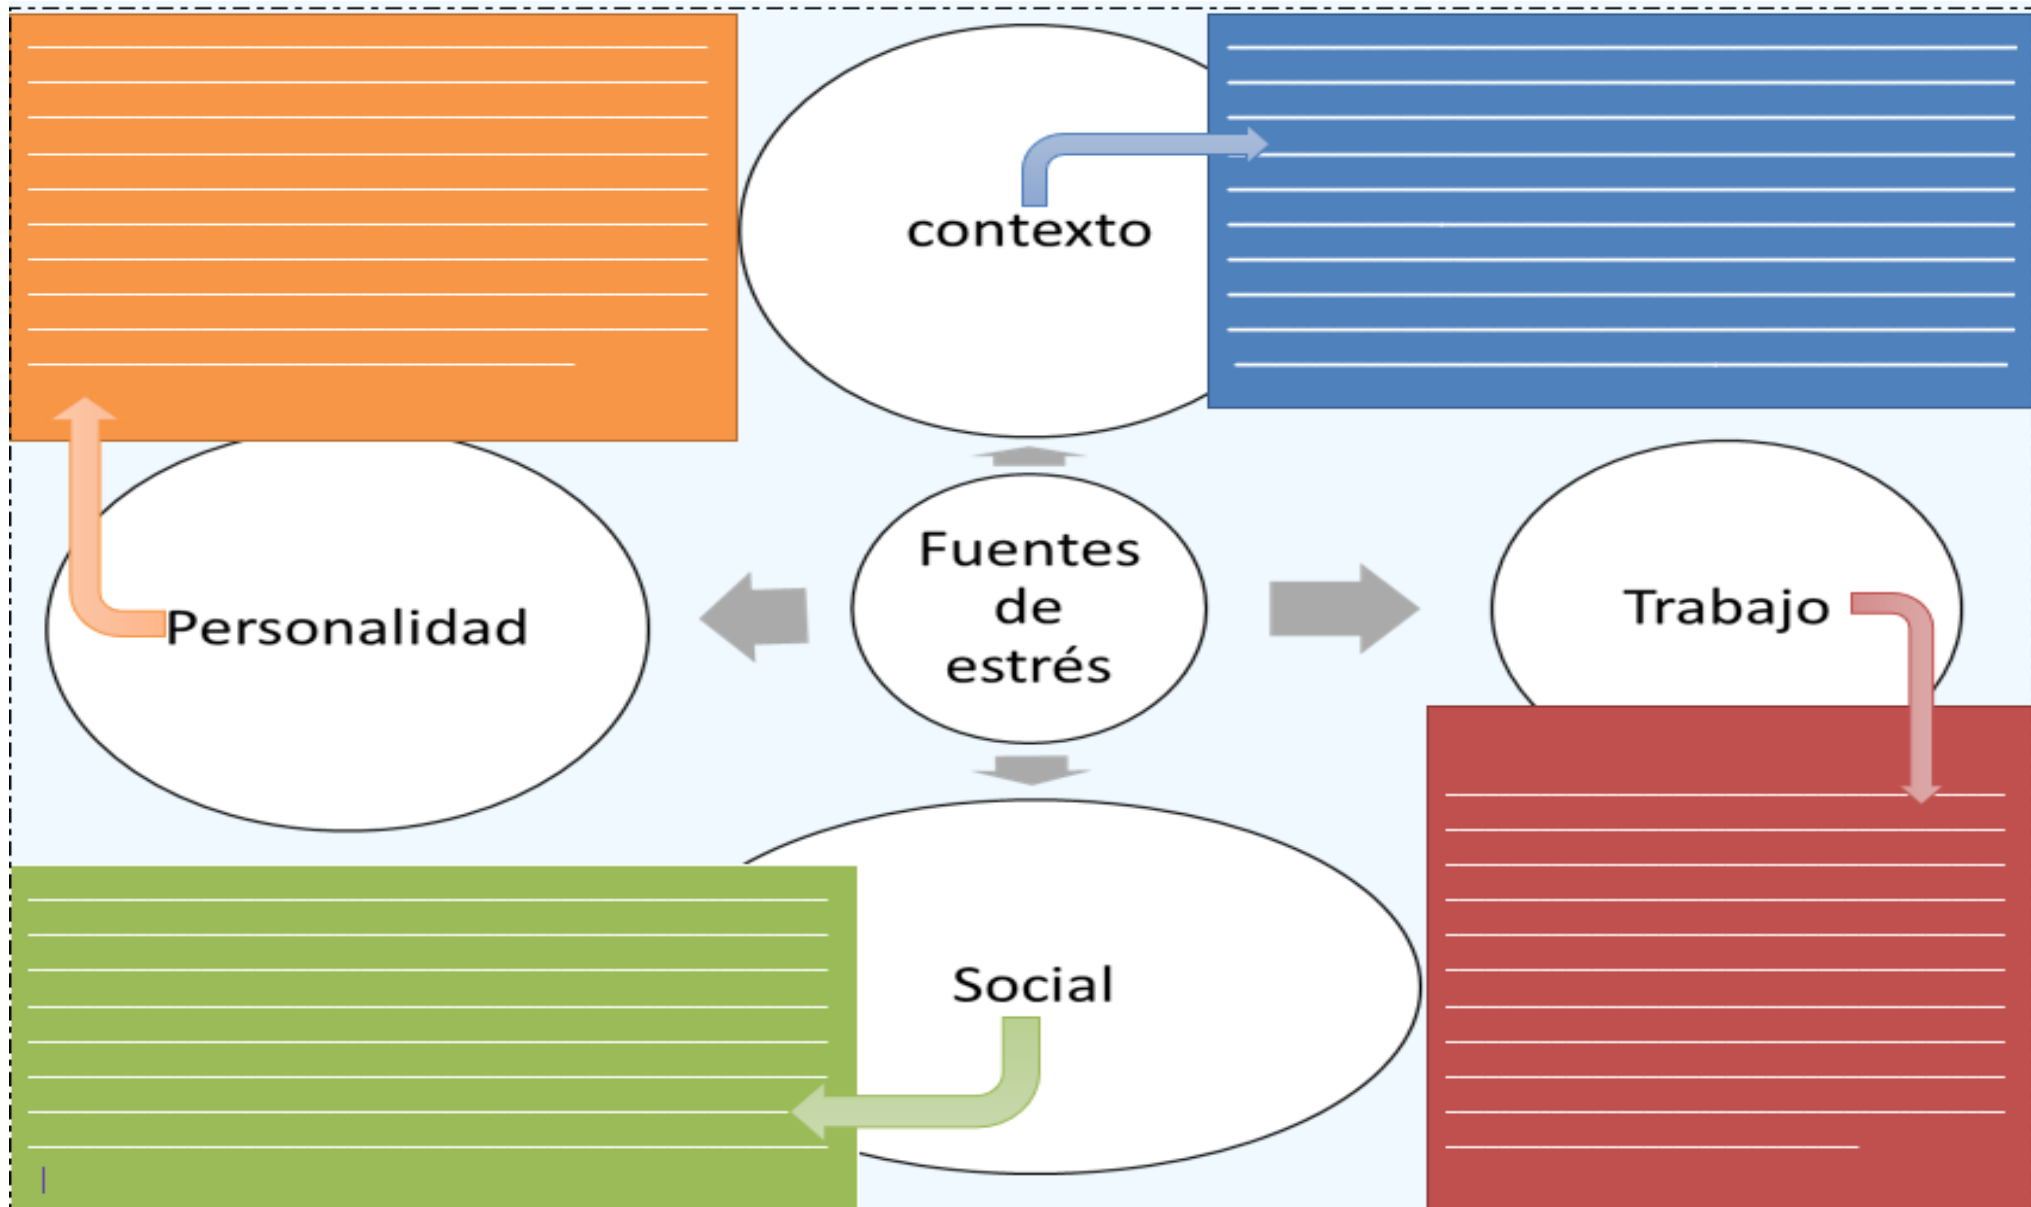 contexto
Fuentes
de
estrés
Personalidad
Trabajo
Social